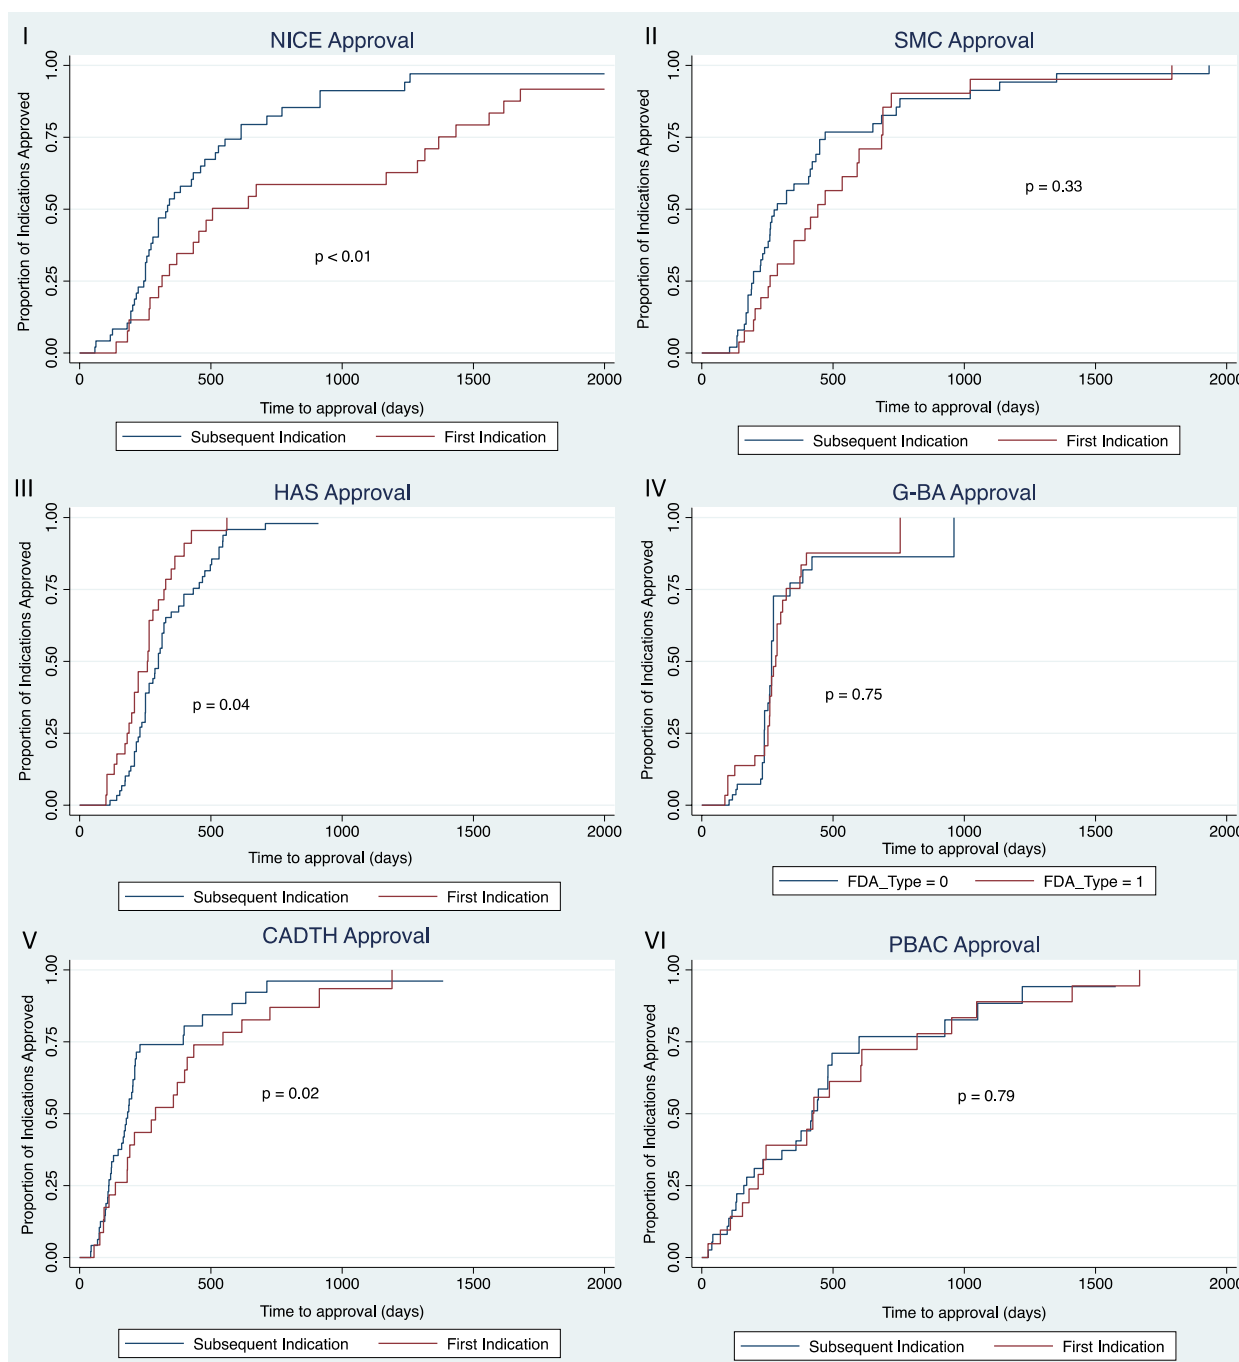 I
NICE Approval
Proportion of Indications Approved
1.00
0.75
0.50
0.25
0.00
p < 0.01
0 500 1000 1500 2000
Time to approval (days)
Subsequent Indication First Indication
II
SMC Approval
Proportion of Indications Approved
1.00
0.75
0.50
0.25
0.00
p = 0.33
0 500 1000 1500 2000
Time to approval (days)
Subsequent Indication First Indication
III
HAS Approval
Proportion of Indications Approved
1.00
0.75
0.50
0.25
0.00
p = 0.04
0 500 1000 1500 2000
Time to approval (days)
Subsequent Indication First Indication
IV
G-BA Approval
Proportion of Indications Approved
1.00
0.75
0.50
0.25
0.00
p = 0.75
0 500 1000 1500 2000
Time to approval (days)
FDA_Type = 0 FDA_Type = 1
V
CADTH Approval
Proportion of Indications Approved
1.00
0.75
0.50
0.25
0.00
p = 0.02
0 500 1000 1500 2000
Time to approval (days)
Subsequent Indication First Indication
VI
PBAC Approval
Proportion of Indications Approved
1.00
0.75
0.50
0.25
0.00
p = 0.79
0 500 1000 1500 2000
Time to approval (days)
Subsequent Indication First Indication